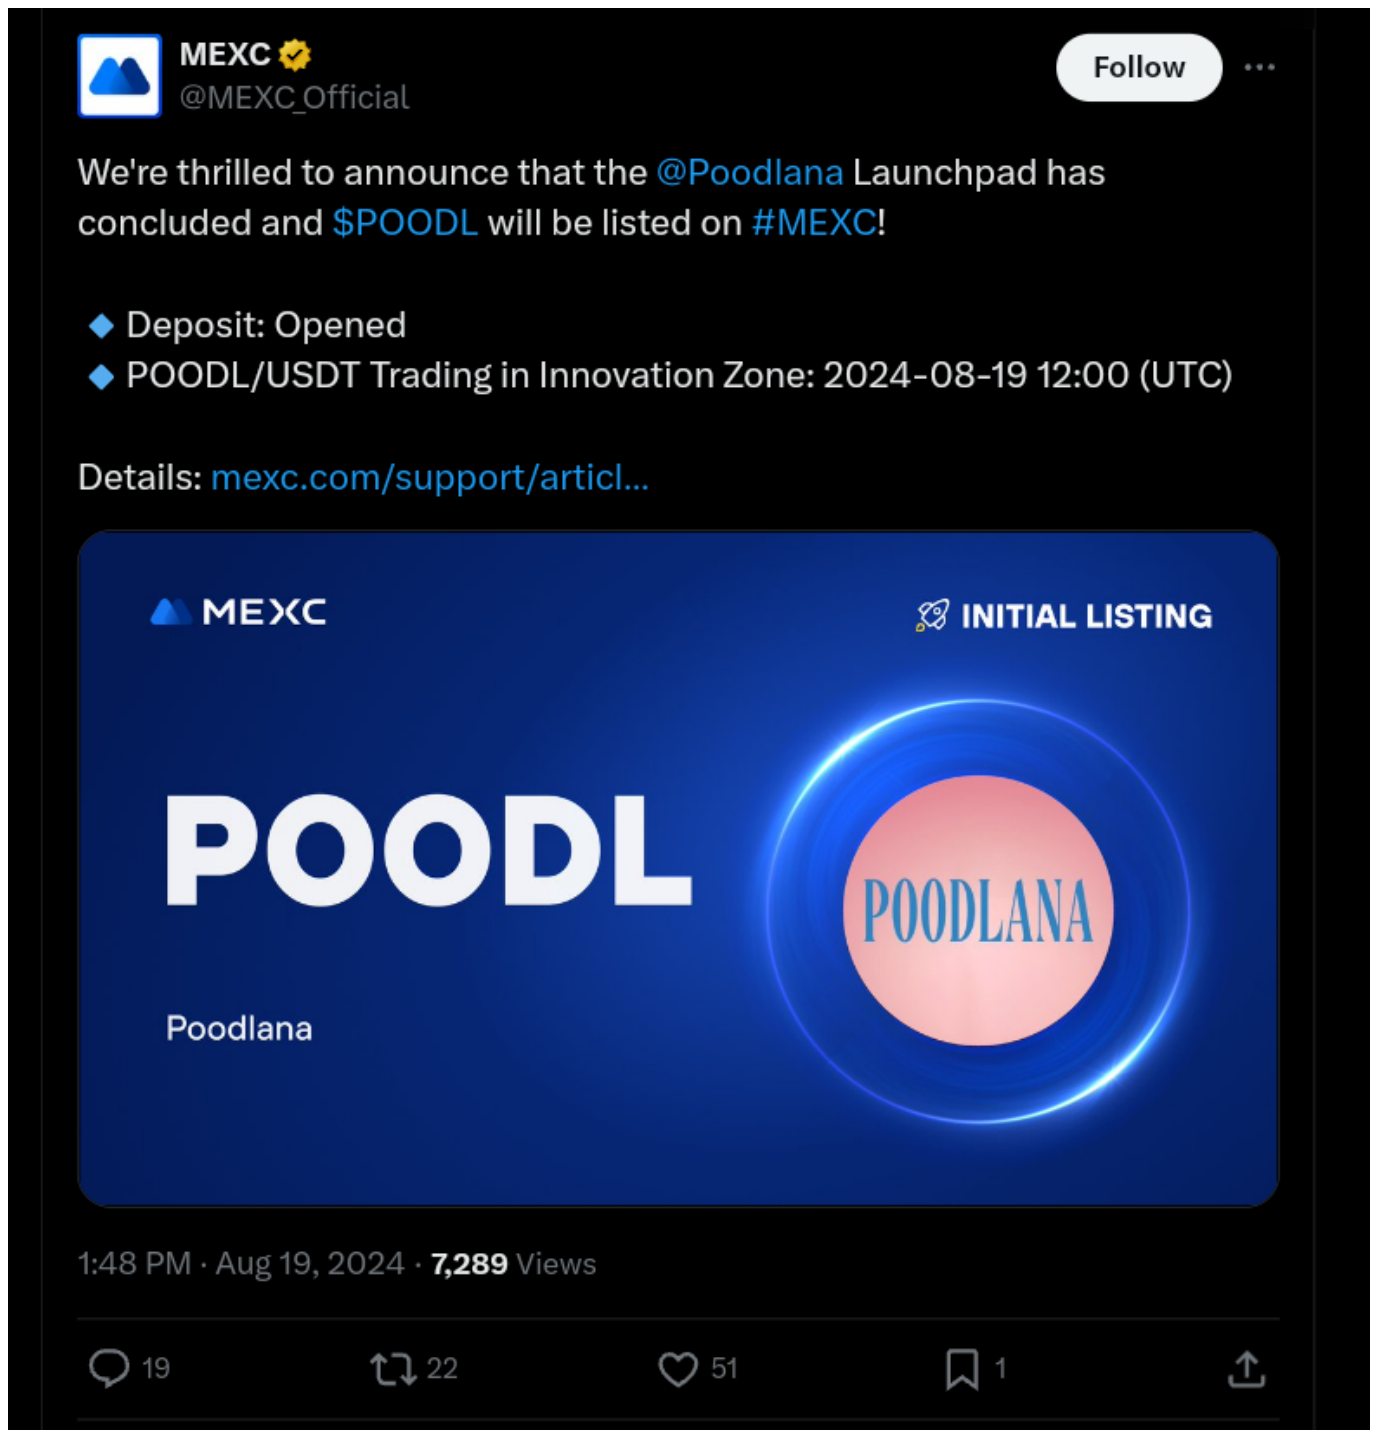 MEXC
@MEXC_Official
Follow
We're thrilled to announce that the @Poodlana Launchpad has
concluded and $POODL will be listed on #MEXC!
Deposit: Opened
POODL/USDT Trading in Innovation Zone: 2024-08-19 12:00 (UTC)
Details: mexc.com/support/articl...
MEXC
INITIAL LISTING
POODL
POODLANA
Poodlana
1:48 PM · Aug 19, 2024 · 7,289 Views
19 22 51 1